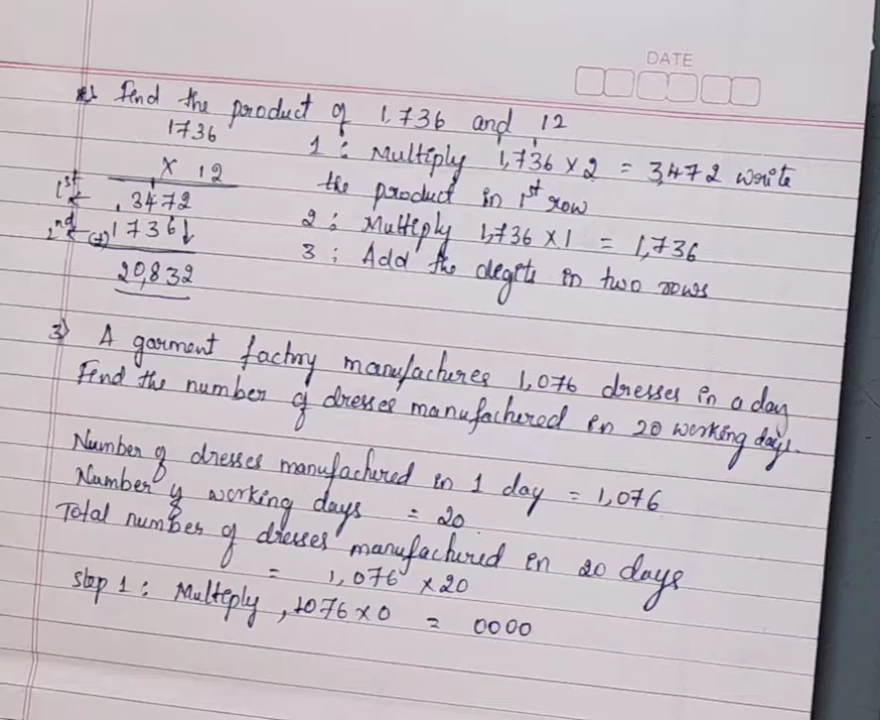 DATE
Find the product of 1,736 and 12
1736
1 : Multiply 1,736 x 2 = 3,472 write
x 12
the product in 1st row
1st ← 3472
2 : Multiply 1,736 x 1 = 1,736
2nd ← (+) 1736↓
3 : Add the degits in two rows
20,832
3) A garment factory manufactures 1,076 dresses in a day
Find the number of dresses manufactured in 20 working days.
Number of dresses manufactured in 1 day = 1,076
Number of working days = 20
Total number of dresses manufactured in 20 days
= 1,076 x 20
Step 1 : Multiply, 1076 x 0 = 0000